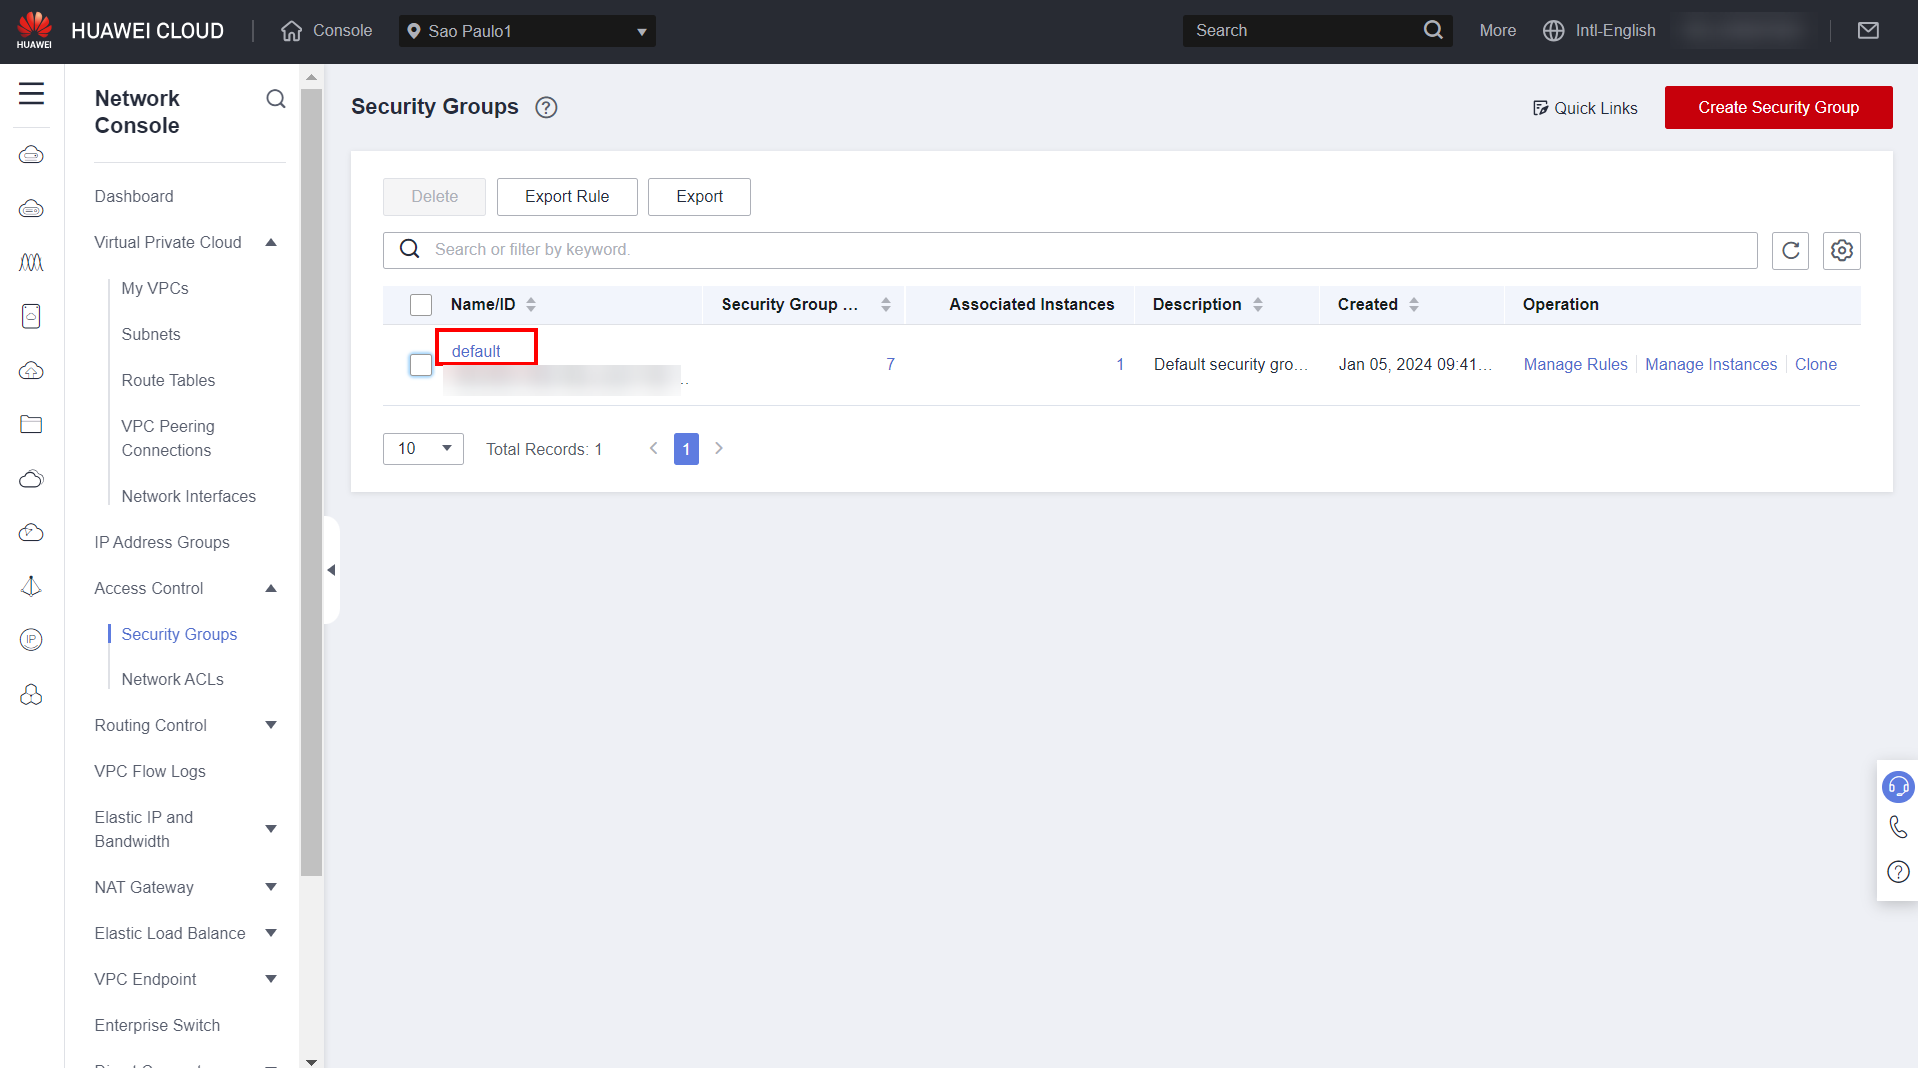 HUAWEI
HUAWEI CLOUD
Console
Sao Paulo1
Search
More
Intl-English
Network
Console
Dashboard
Virtual Private Cloud
My VPCs
Subnets
Route Tables
VPC Peering
Connections
Network Interfaces
IP Address Groups
Access Control
Security Groups
Network ACLs
Routing Control
VPC Flow Logs
Elastic IP and
Bandwidth
NAT Gateway
Elastic Load Balance
VPC Endpoint
Enterprise Switch
Security Groups
Quick Links
Create Security Group
Delete
Export Rule
Export
Search or filter by keyword.
Name/ID
Security Group ...
Associated Instances
Description
Created
Operation
default
7
1
Default security gro...
Jan 05, 2024 09:41...
Manage Rules
Manage Instances
Clone
10
Total Records: 1
1
IP